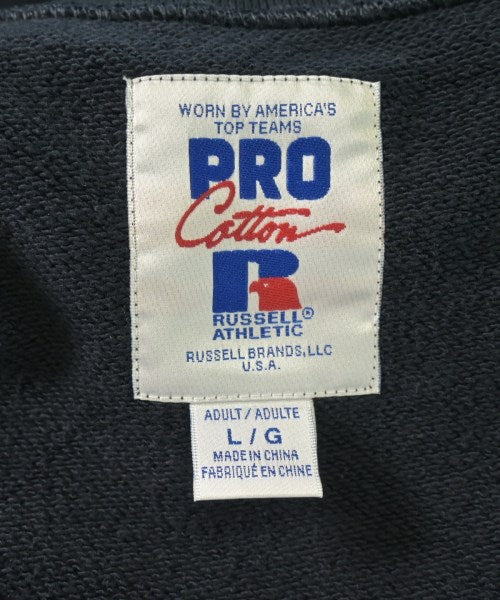 WORN BY AMERICA'S
TOP TEAMS
PRO
Cotton
R
RUSSELL®
ATHLETIC
RUSSELL BRANDS, LLC
U.S.A.
ADULT / ADULTE
L / G
MADE IN CHINA
FABRIQUÉ EN CHINE